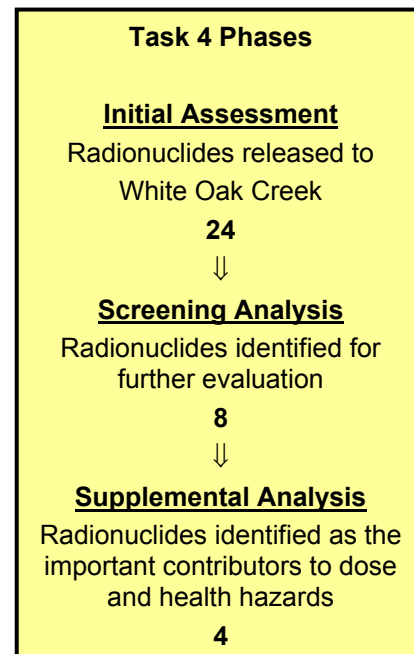 Task 4 Phases
Initial Assessment
Radionuclides released to
White Oak Creek
24
⇓
Screening Analysis
Radionuclides identified for
further evaluation
8
⇓
Supplemental Analysis
Radionuclides identified as the
important contributors to dose
and health hazards
4